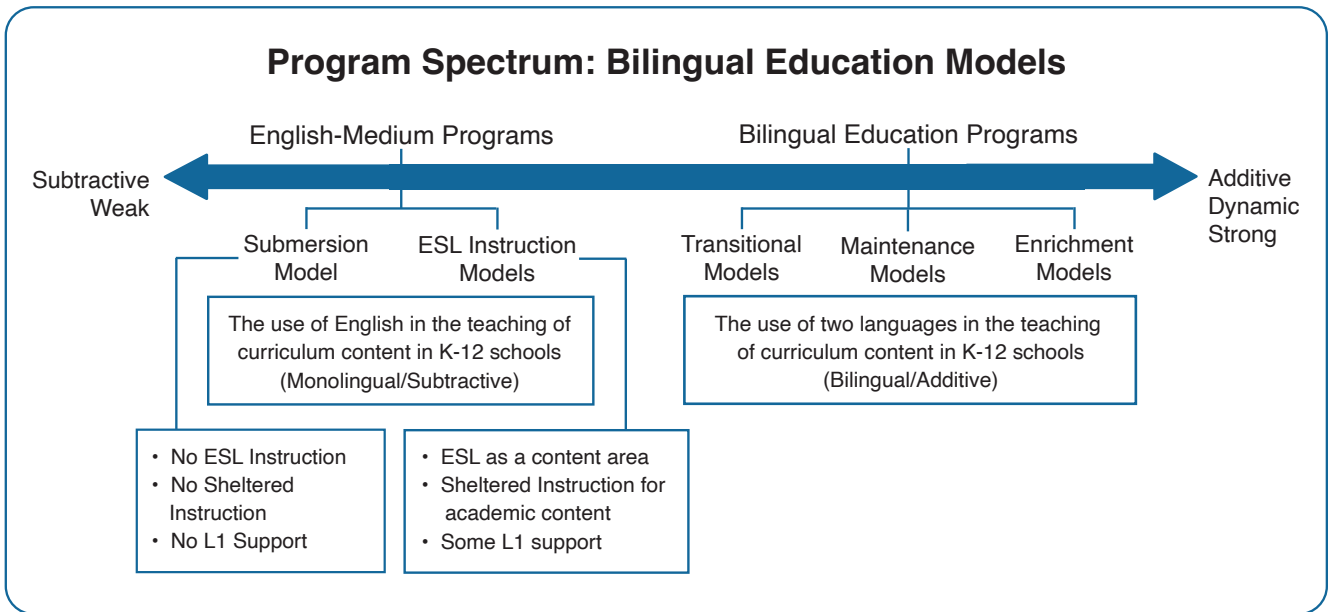 Program Spectrum: Bilingual Education Models
English-Medium Programs
Bilingual Education Programs
Subtractive
Weak
Additive
Dynamic
Strong
Submersion
Model
ESL Instruction
Models
Transitional
Models
Maintenance
Models
Enrichment
Models
The use of English in the teaching of
curriculum content in K-12 schools
(Monolingual/Subtractive)
The use of two languages in the teaching
of curriculum content in K-12 schools
(Bilingual/Additive)
• No ESL Instruction
• No Sheltered
Instruction
• No L1 Support
• ESL as a content area
• Sheltered Instruction for
academic content
• Some L1 support